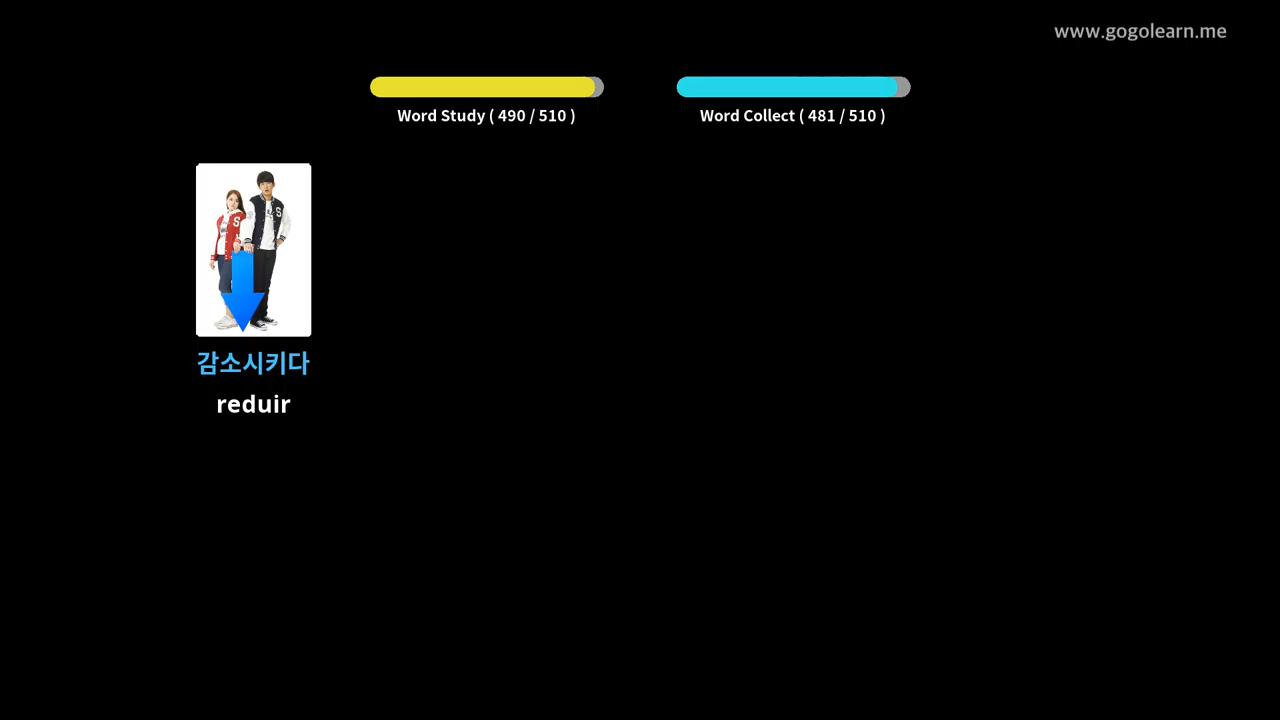 www.gogolearn.me
Word Study ( 490 / 510 )
Word Collect ( 481 / 510 )
S
S
감소시키다
reduir